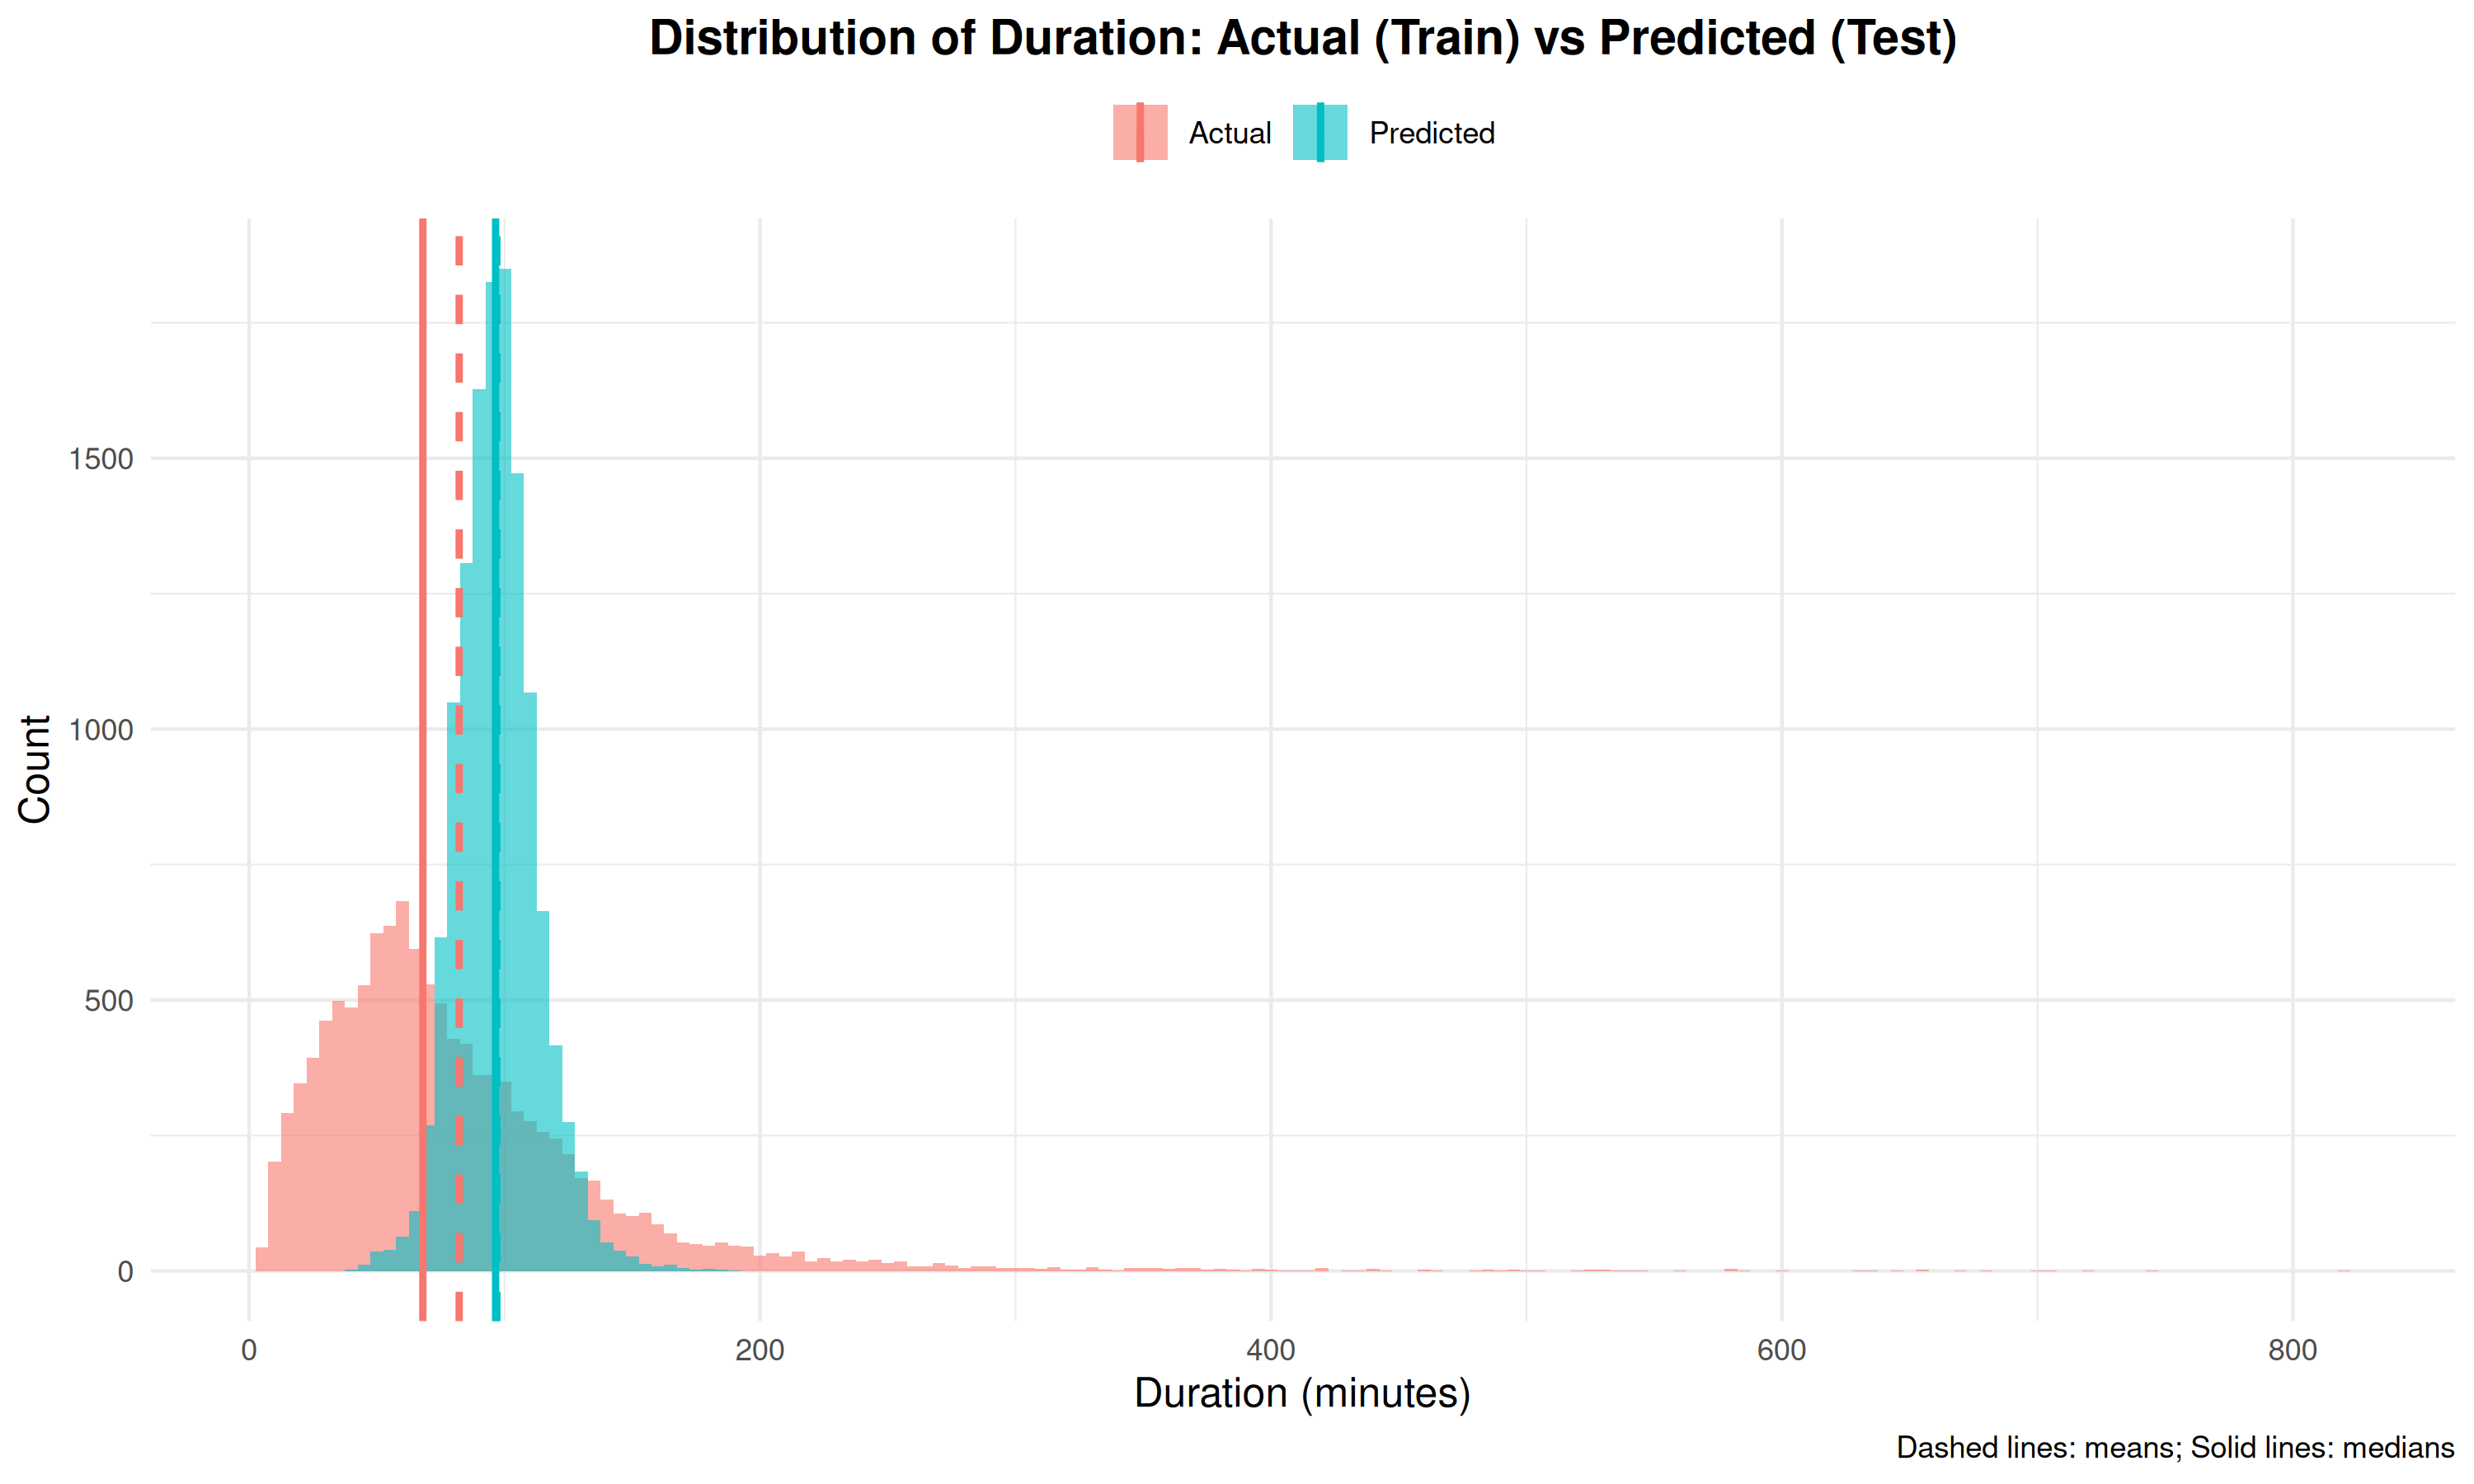 Distribution of Duration: Actual (Train) vs Predicted (Test)
Actual Predicted
Count
1500
1000
500
0
0 200 400 600 800
Duration (minutes)
Dashed lines: means; Solid lines: medians